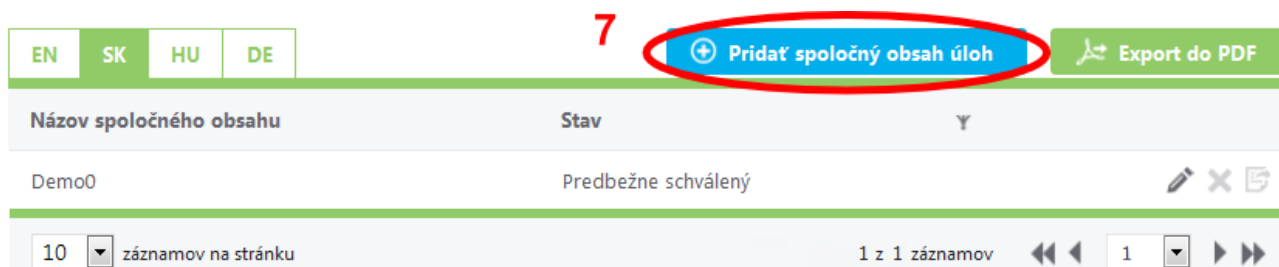 7
EN SK HU DE Pridať spoločný obsah úloh Export do PDF
Názov spoločného obsahu Stav
Demo0 Predbežne schválený
10 záznamov na stránku 1 z 1 záznamov 1